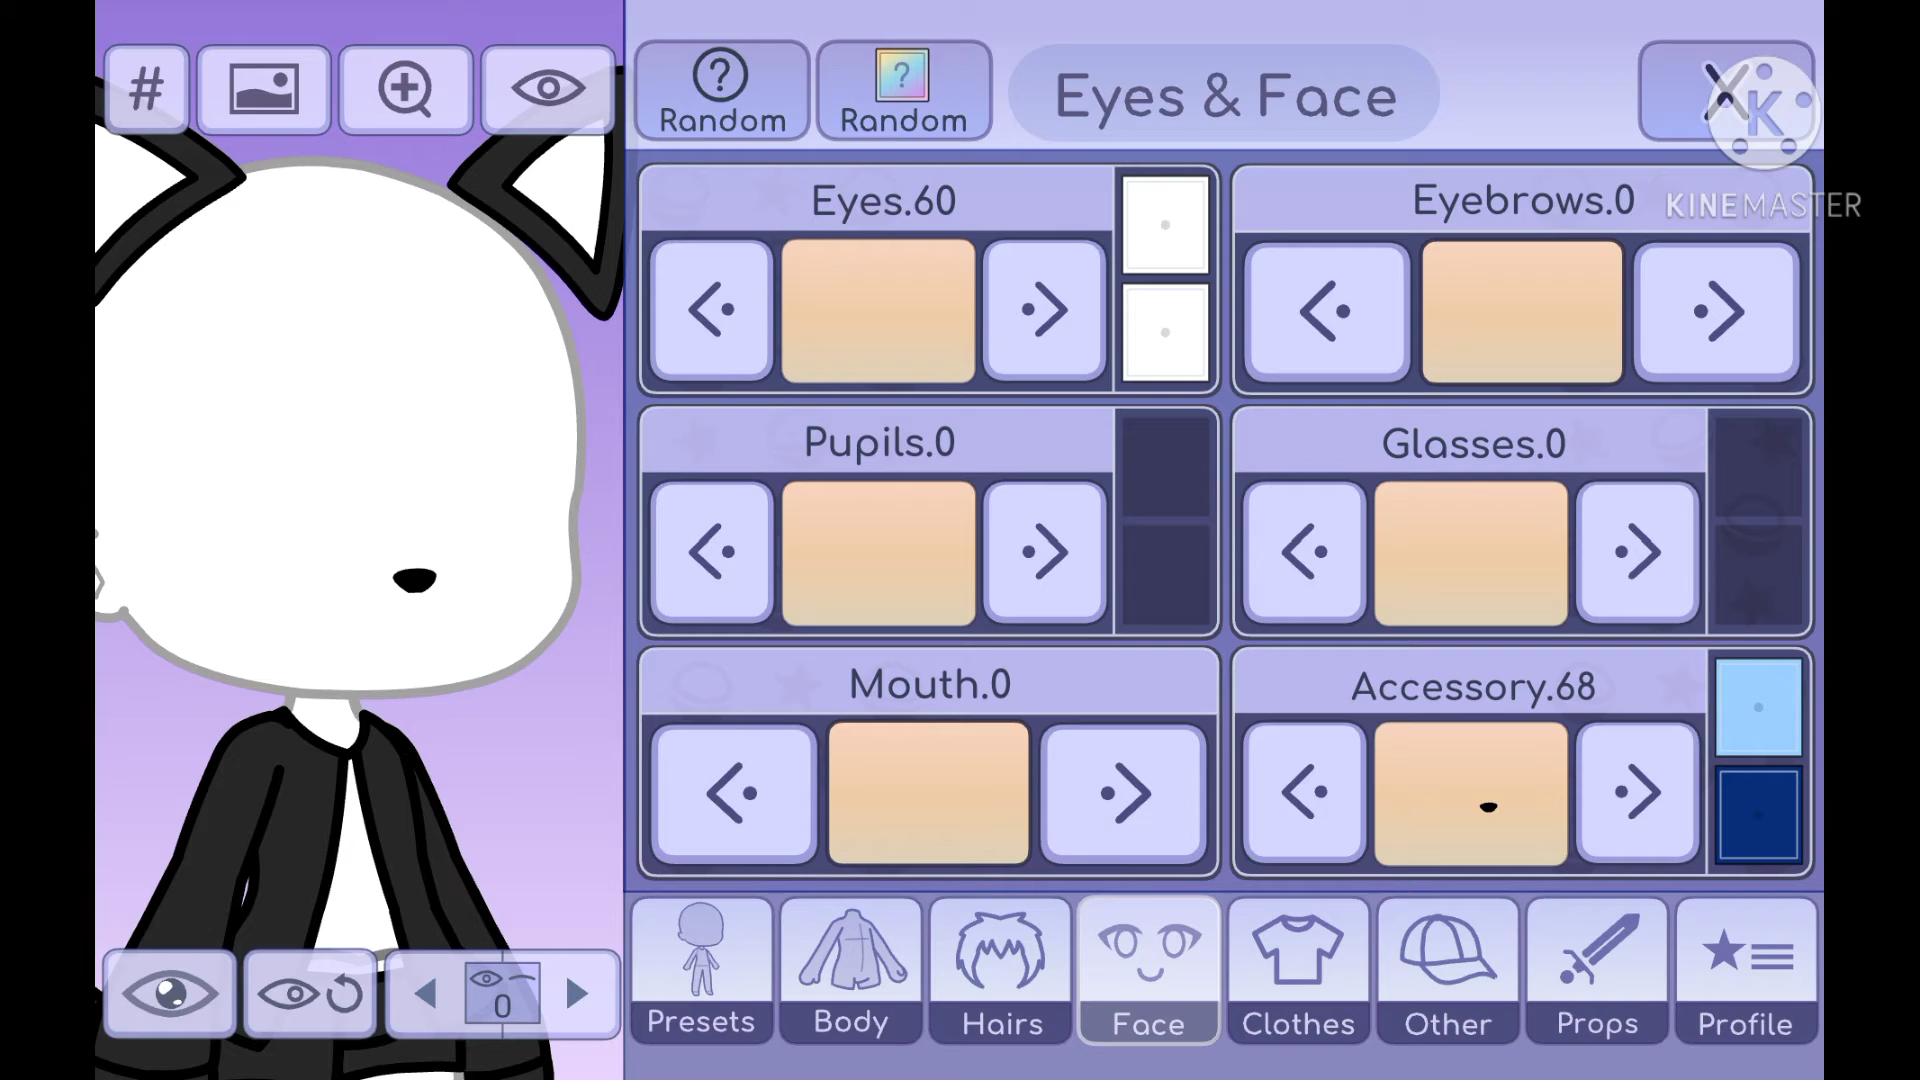 #
?
Random
?
Random
Eyes & Face
X
K
KINEMASTER
Eyes.60
Eyebrows.0
Pupils.0
Glasses.0
Mouth.0
Accessory.68
0
Presets
Body
Hairs
Face
Clothes
Other
Props
Profile